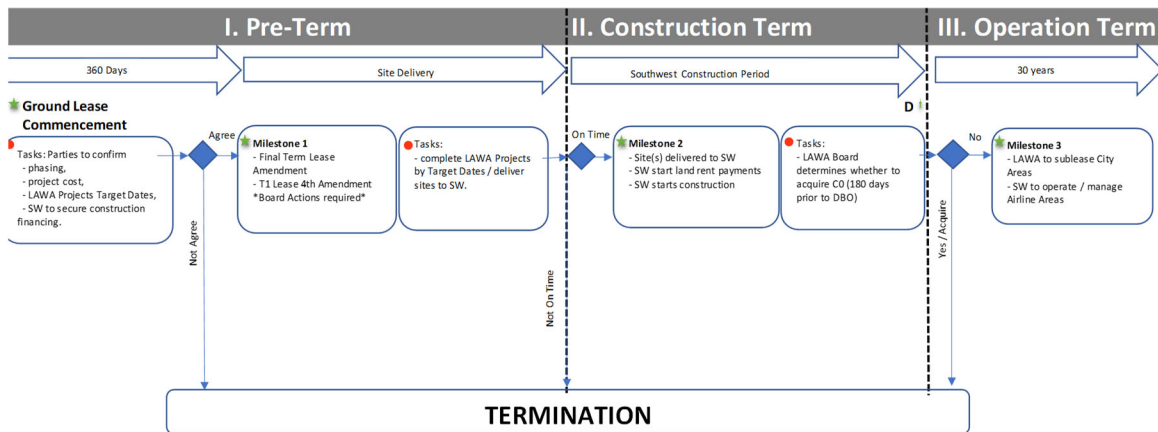 I. Pre-Term
II. Construction Term
III. Operation Term
360 Days
Site Delivery
Southwest Construction Period
30 years
Ground Lease
Commencement
Tasks: Parties to confirm
- phasing,
- project cost,
- LAWA Projects Target Dates,
- SW to secure construction
financing.
Agree
Not Agree
Milestone 1
- Final Term Lease
Amendment
- T1 Lease 4th Amendment
*Board Actions required*
Tasks:
- complete LAWA Projects
by Target Dates / deliver
sites to SW.
On Time
Not On Time
Milestone 2
- Site(s) delivered to SW
- SW start land rent payments
- SW starts construction
D
Tasks:
- LAWA Board
determines whether to
acquire C0 (180 days
prior to DBO)
No
Yes / Acquire
Milestone 3
- LAWA to sublease City
Areas
- SW to operate / manage
Airline Areas
TERMINATION